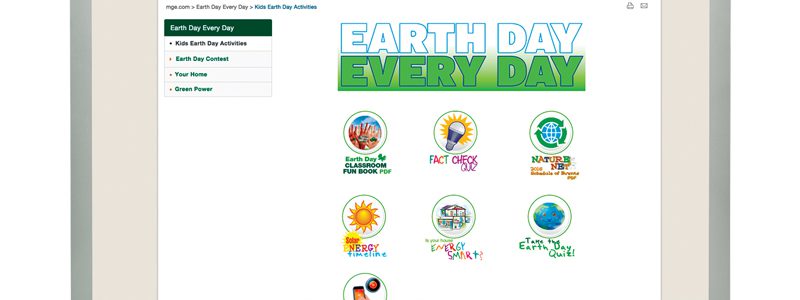 mge.com > Earth Day Every Day > Kids Earth Day Activities
Earth Day Every Day
Kids Earth Day Activities
Earth Day Contest
Your Home
Green Power
EARTH DAY
EVERY DAY
Earth Day
CLASSROOM
FUN BOOK PDF
FACT CHECK
QUIZ
NATURE
NET
2015
Schedule of Events
PDF
Solar
ENERGY
timeline
Is your house
ENERGY
SMART?
Take the
Earth Day
Quiz!